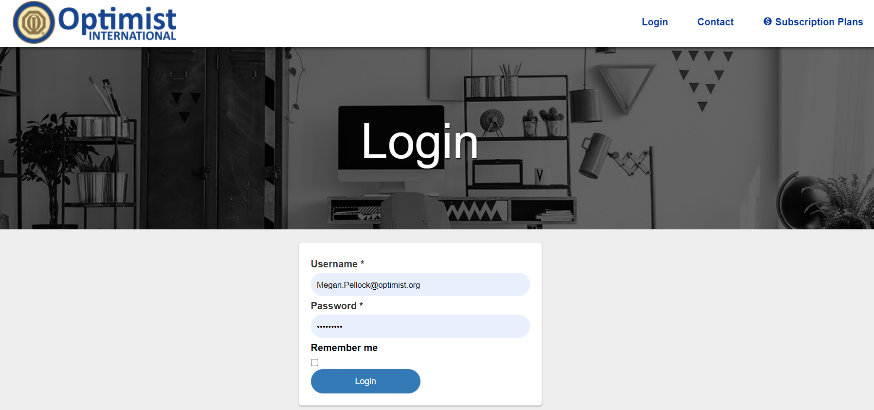 Optimist
INTERNATIONAL
Login
Contact
Subscription Plans
Login
Username *
Megan.Pellock@optimist.org
Password *
•••••••••
Remember me
Login